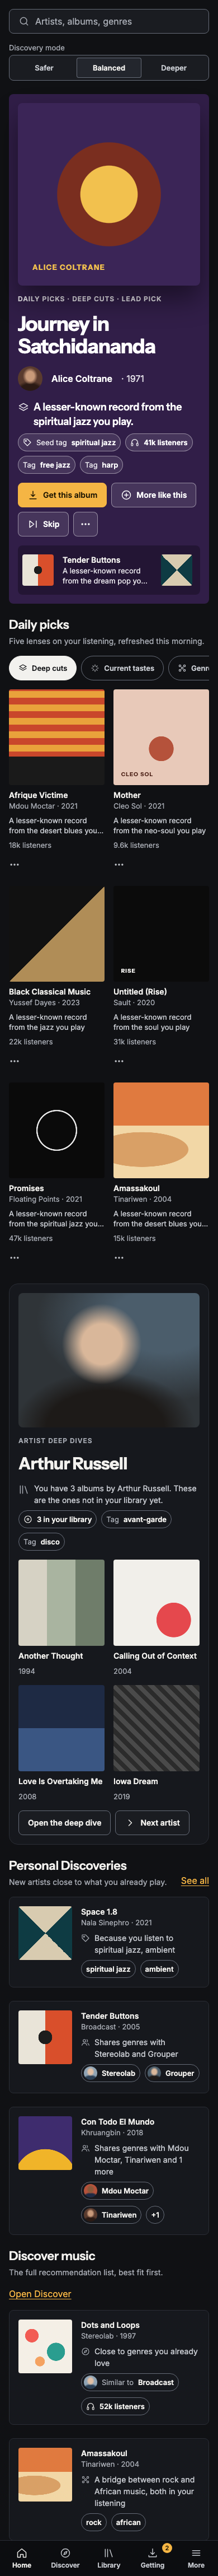 Artists, albums, genres
Discovery mode
Safer
Balanced
Deeper
ALICE COLTRANE
DAILY PICKS · DEEP CUTS · LEAD PICK
Journey in
Satchidananda
Alice Coltrane · 1971
A lesser-known record from the
spiritual jazz you play.
Seed tag spiritual jazz
41k listeners
Tag free jazz
Tag harp
Get this album
More like this
Skip
Tender Buttons
A lesser-known record
from the dream pop yo...
Daily picks
Five lenses on your listening, refreshed this morning.
Deep cuts
Current tastes
Genre
Afrique Victime
Mdou Moctar · 2021
A lesser-known record
from the desert blues you...
18k listeners
CLEO SOL
Mother
Cleo Sol · 2021
A lesser-known record
from the neo-soul you play
9.6k listeners
Black Classical Music
Yussef Dayes · 2023
A lesser-known record
from the jazz you play
22k listeners
RISE
Untitled (Rise)
Sault · 2020
A lesser-known record
from the soul you play
31k listeners
Promises
Floating Points · 2021
A lesser-known record
from the spiritual jazz you...
47k listeners
Amassakoul
Tinariwen · 2004
A lesser-known record
from the desert blues you...
15k listeners
ARTIST DEEP DIVES
Arthur Russell
You have 3 albums by Arthur Russell. These
are the ones not in your library yet.
3 in your library
Tag avant-garde
Tag disco
Another Thought
1994
Calling Out of Context
2004
Love Is Overtaking Me
2008
Iowa Dream
2019
Open the deep dive
Next artist
Personal Discoveries
New artists close to what you already play.
See all
Space 1.8
Nala Sinephro · 2021
Because you listen to
spiritual jazz, ambient
spiritual jazz
ambient
Tender Buttons
Broadcast · 2005
Shares genres with
Stereolab and Grouper
Stereolab
Grouper
Con Todo El Mundo
Khruangbin · 2018
Shares genres with Mdou
Moctar, Tinariwen and 1
more
Mdou Moctar
Tinariwen
+1
Discover music
The full recommendation list, best fit first.
Open Discover
Dots and Loops
Stereolab · 1997
Close to genres you already
love
Similar to Broadcast
52k listeners
Amassakoul
Tinariwen · 2004
A bridge between rock and
African music, both in your
listening
rock
african
2
Home
Discover
Library
Getting
More